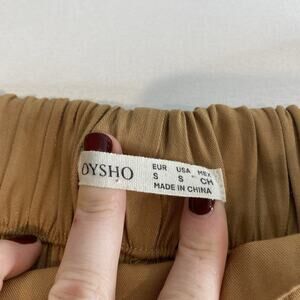 OYSHO
EUR USA MEX
S S CH
MADE IN CHINA